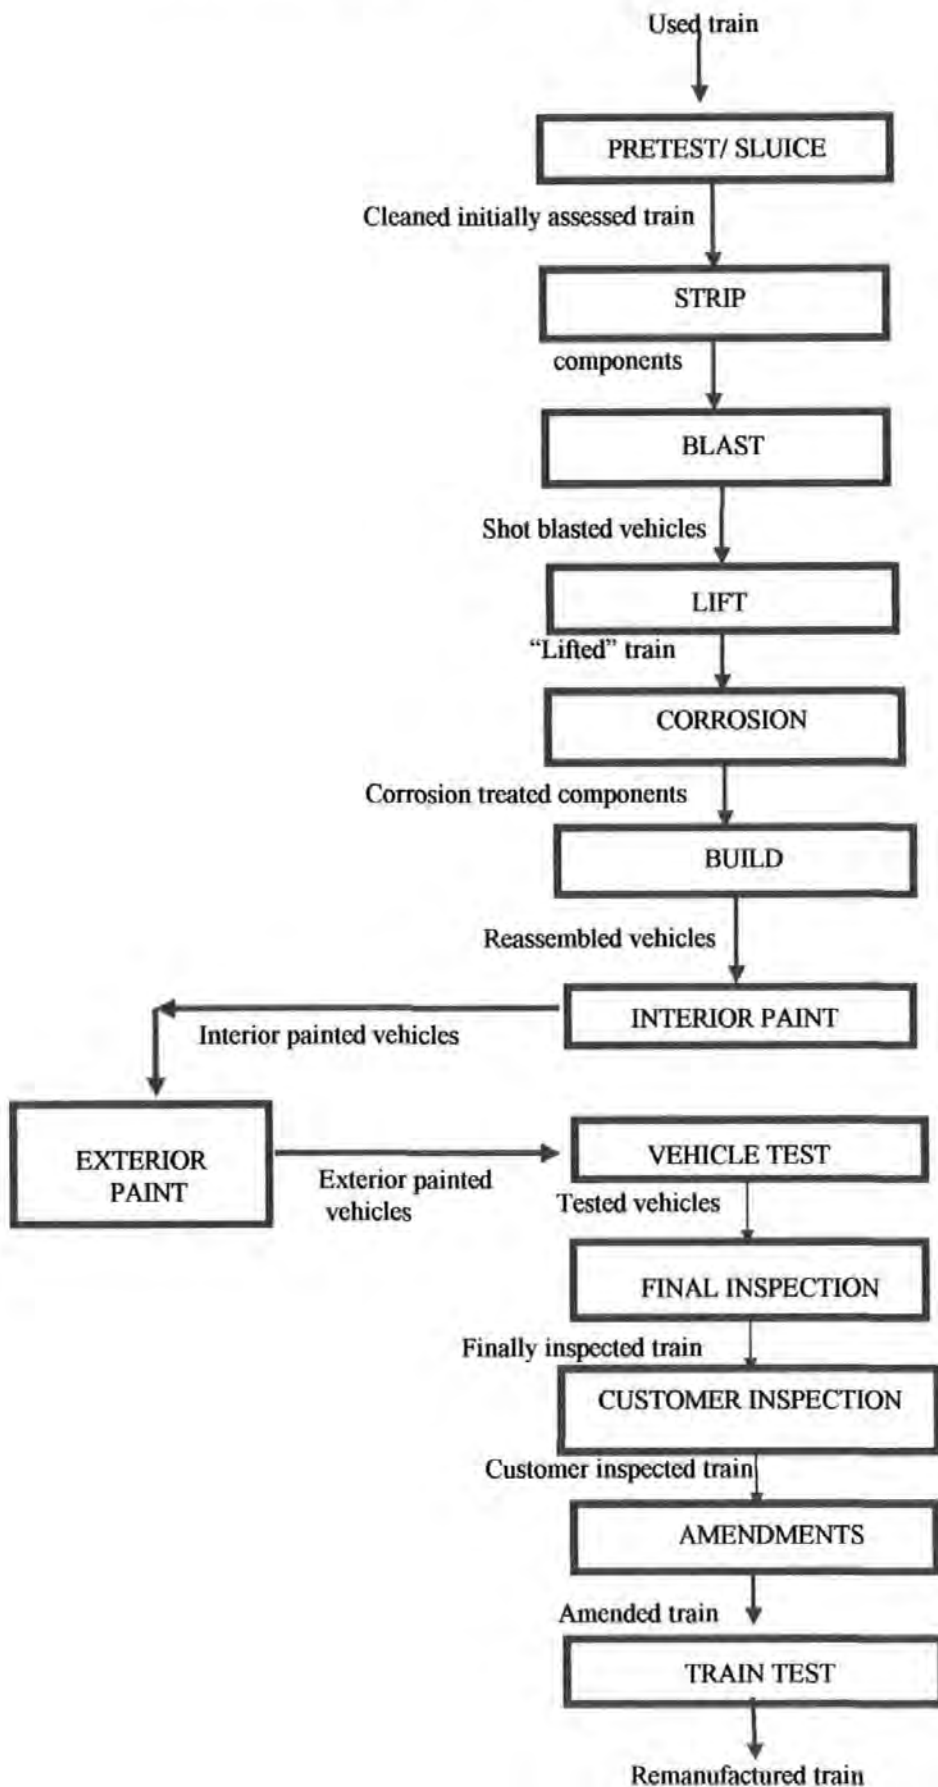 Used train
PRETEST/ SLUICE
Cleaned initially assessed train
STRIP
components
BLAST
Shot blasted vehicles
LIFT
“Lifted” train
CORROSION
Corrosion treated components
BUILD
Reassembled vehicles
INTERIOR PAINT
Interior painted vehicles
EXTERIOR
PAINT
Exterior painted
vehicles
VEHICLE TEST
Tested vehicles
FINAL INSPECTION
Finally inspected train
CUSTOMER INSPECTION
Customer inspected train
AMENDMENTS
Amended train
TRAIN TEST
Remanufactured train